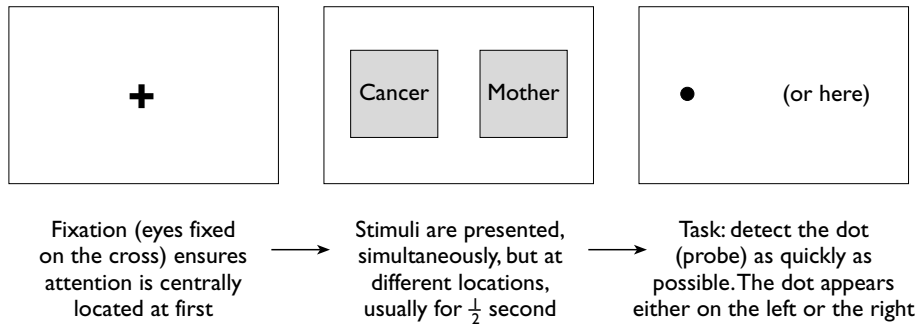 Cancer
Mother
(or here)
Fixation (eyes fixed
on the cross) ensures
attention is centrally
located at first
Stimuli are presented,
simultaneously, but at
different locations,
usually for ½ second
Task: detect the dot
(probe) as quickly as
possible. The dot appears
either on the left or the right